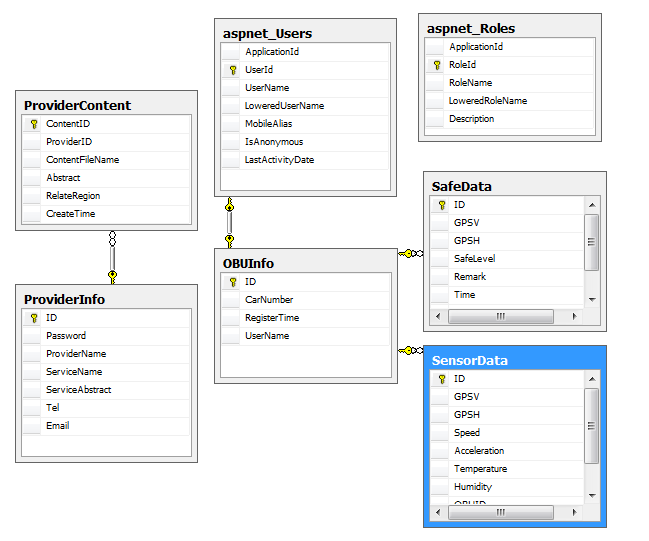 aspnet_Users
ApplicationId
UserId
UserName
LoweredUserName
MobileAlias
IsAnonymous
LastActivityDate
aspnet_Roles
ApplicationId
RoleId
RoleName
LoweredRoleName
Description
ProviderContent
ContentID
ProviderID
ContentFileName
Abstract
RelateRegion
CreateTime
SafeData
ID
GPSV
GPSH
SafeLevel
Remark
Time
OBUInfo
ID
CarNumber
RegisterTime
UserName
ProviderInfo
ID
Password
ProviderName
ServiceName
ServiceAbstract
Tel
Email
SensorData
ID
GPSV
GPSH
Speed
Acceleration
Temperature
Humidity
OBUID